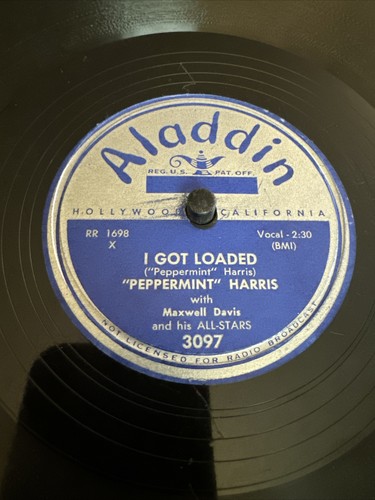 Aladdin
REG. U.S. PAT. OFF.
HOLLYWOOD CALIFORNIA
RR 1698
X
Vocal - 2:30
(BMI)
I GOT LOADED
("Peppermint" Harris)
"PEPPERMINT" HARRIS
with
Maxwell Davis
and his ALL-STARS
3097
NOT LICENSED FOR RADIO BROADCAST